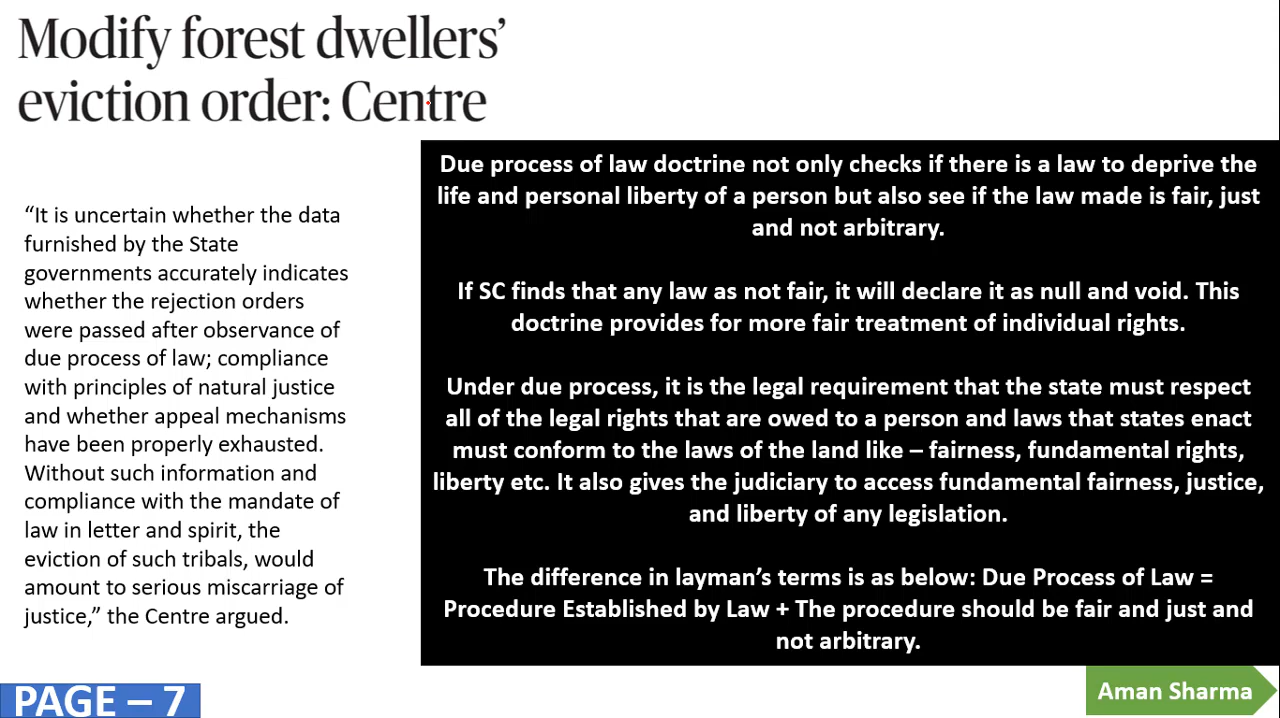 Modify forest dwellers’
eviction order: Centre
“It is uncertain whether the data
furnished by the State
governments accurately indicates
whether the rejection orders
were passed after observance of
due process of law; compliance
with principles of natural justice
and whether appeal mechanisms
have been properly exhausted.
Without such information and
compliance with the mandate of
law in letter and spirit, the
eviction of such tribals, would
amount to serious miscarriage of
justice,” the Centre argued.
Due process of law doctrine not only checks if there is a law to deprive the
life and personal liberty of a person but also see if the law made is fair, just
and not arbitrary.
If SC finds that any law as not fair, it will declare it as null and void. This
doctrine provides for more fair treatment of individual rights.
Under due process, it is the legal requirement that the state must respect
all of the legal rights that are owed to a person and laws that states enact
must conform to the laws of the land like – fairness, fundamental rights,
liberty etc. It also gives the judiciary to access fundamental fairness, justice,
and liberty of any legislation.
The difference in layman’s terms is as below: Due Process of Law =
Procedure Established by Law + The procedure should be fair and just and
not arbitrary.
PAGE – 7
Aman Sharma